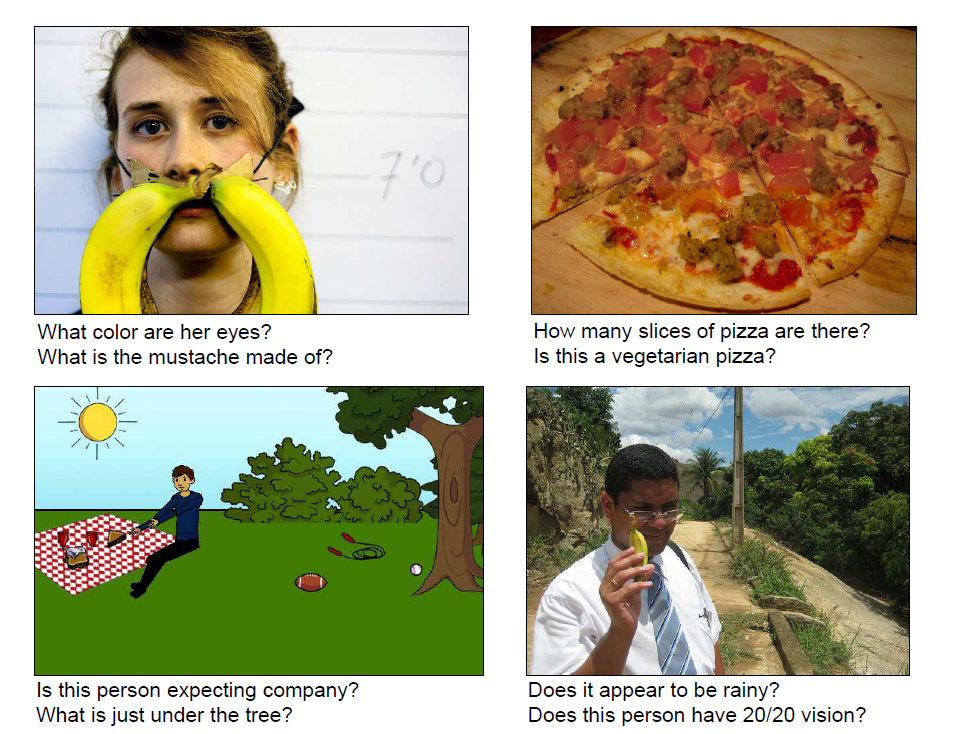 7'0
What color are her eyes?
What is the mustache made of?
How many slices of pizza are there?
Is this a vegetarian pizza?
Is this person expecting company?
What is just under the tree?
Does it appear to be rainy?
Does this person have 20/20 vision?